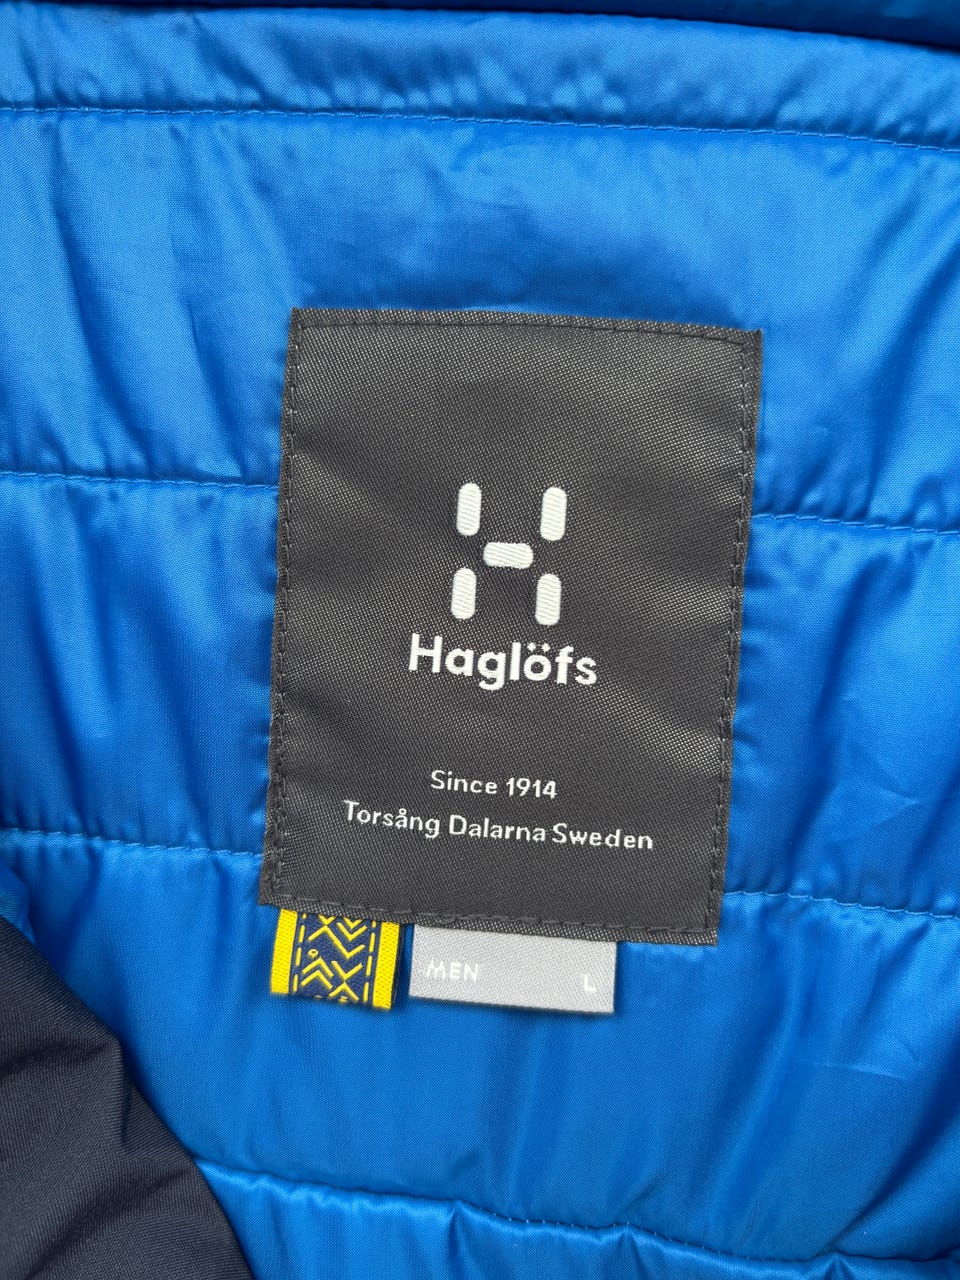 Haglöfs
Since 1914
Torsång Dalarna Sweden
MEN L